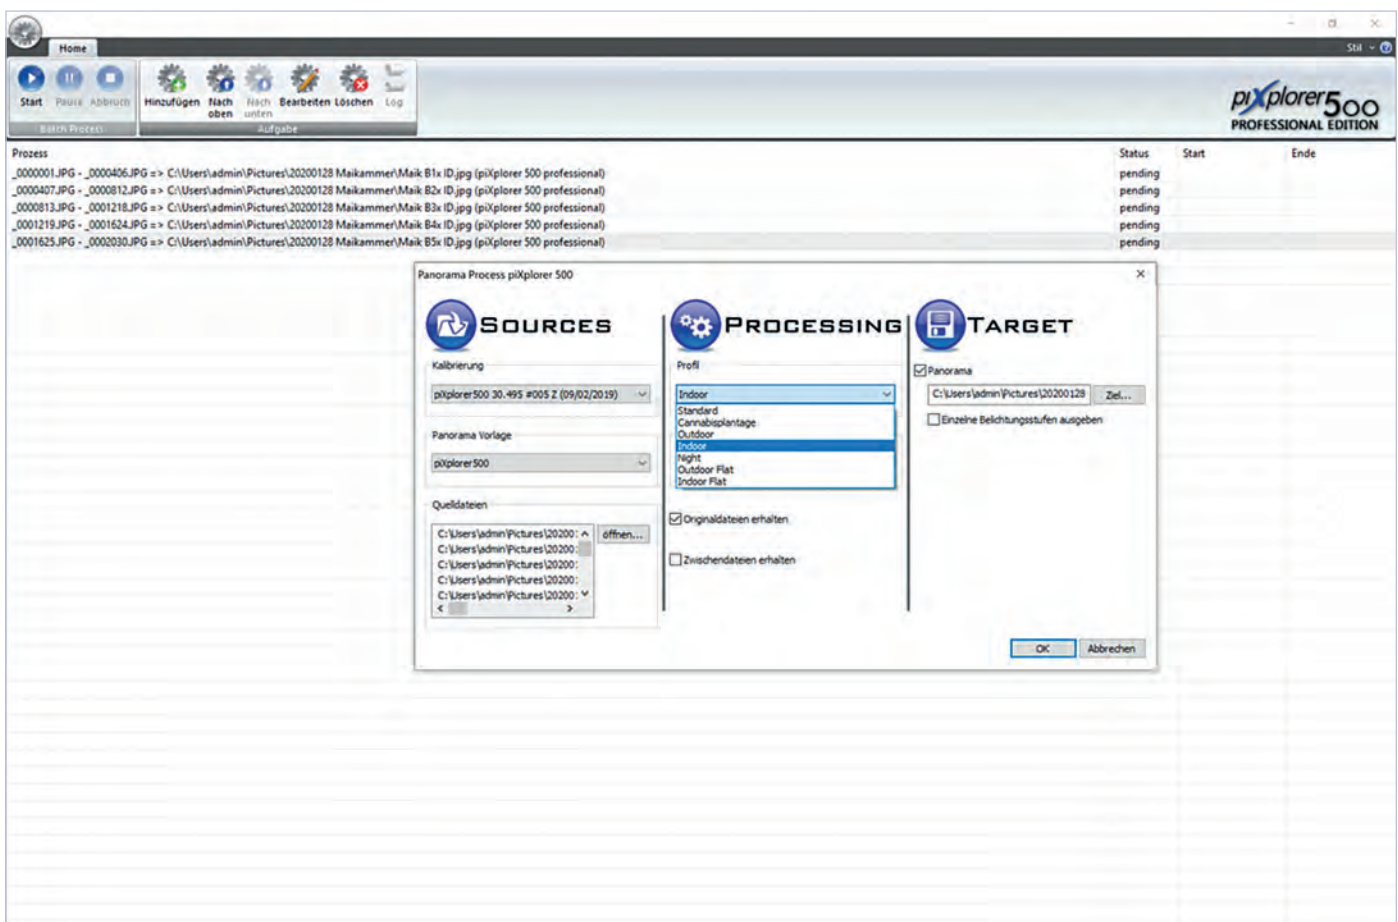 Home
Stil
Start Pause Abbruch Hinzufügen Nach oben Nach unten Bearbeiten Löschen Log
Batch Process Aufgabe
piXplorer500
PROFESSIONAL EDITION
Prozess Status Start Ende
_0000001.JPG - _0000406.JPG => C:\Users\admin\Pictures\20200128 Maikammer\Maik B1x ID.jpg (piXplorer 500 professional) pending
_0000407.JPG - _0000812.JPG => C:\Users\admin\Pictures\20200128 Maikammer\Maik B2x ID.jpg (piXplorer 500 professional) pending
_0000813.JPG - _0001218.JPG => C:\Users\admin\Pictures\20200128 Maikammer\Maik B3x ID.jpg (piXplorer 500 professional) pending
_0001219.JPG - _0001624.JPG => C:\Users\admin\Pictures\20200128 Maikammer\Maik B4x ID.jpg (piXplorer 500 professional) pending
_0001625.JPG - _0002030.JPG => C:\Users\admin\Pictures\20200128 Maikammer\Maik B5x ID.jpg (piXplorer 500 professional) pending
Panorama Process piXplorer 500
SOURCES
Kalibrierung
piXplorer500 30.495 #005 Z (09/02/2019)
Panorama Vorlage
piXplorer500
Quelldateien
C:\Users\admin\Pictures\20200: öffnen...
C:\Users\admin\Pictures\20200:
C:\Users\admin\Pictures\20200:
C:\Users\admin\Pictures\20200:
C:\Users\admin\Pictures\20200:
PROCESSING
Profil
Indoor
Standard
Cannabisplantage
Outdoor
Indoor
Night
Outdoor Flat
Indoor Flat
Originaldateien erhalten
Zwischendateien erhalten
TARGET
Panorama
C:\Users\admin\Pictures\20200128 Ziel...
Einzelne Belichtungsstufen ausgeben
OK Abbrechen